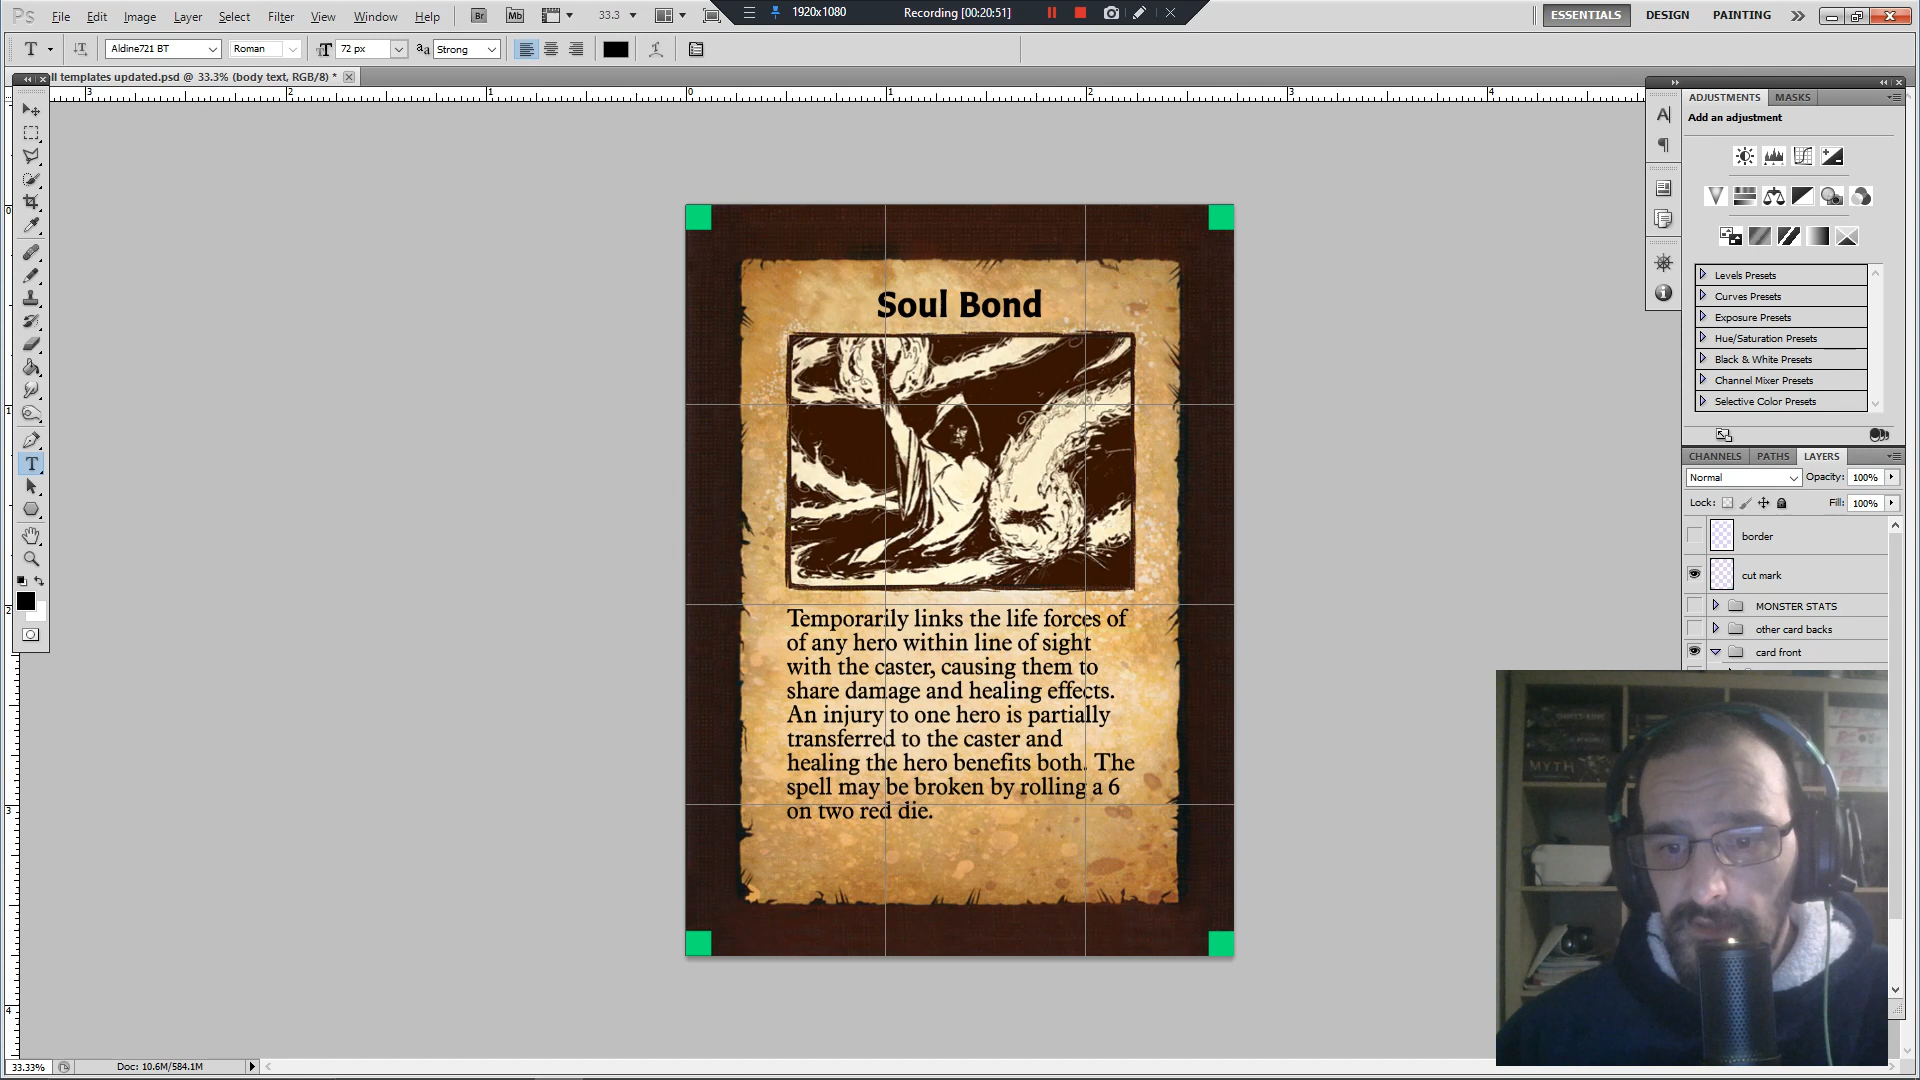 Ps File Edit Image Layer Select Filter View Window Help Br Mb 33.3 1920x1080 Recording [00:20:51] ESSENTIALS DESIGN PAINTING
T Aldine721 BT Roman 72 px Strong
ll templates updated.psd @ 33.3% (body text, RGB/8) *
ADJUSTMENTS MASKS
Add an adjustment
Levels Presets
Curves Presets
Exposure Presets
Hue/Saturation Presets
Black & White Presets
Channel Mixer Presets
Selective Color Presets
CHANNELS PATHS LAYERS
Normal Opacity: 100%
Lock: Fill: 100%
border
cut mark
MONSTER STATS
other card backs
card front
Soul Bond
Temporarily links the life forces of
of any hero within line of sight
with the caster, causing them to
share damage and healing effects.
An injury to one hero is partially
transferred to the caster and
healing the hero benefits both. The
spell may be broken by rolling a 6
on two red die.
MYTH
33.33% Doc: 10.6M/584.1M